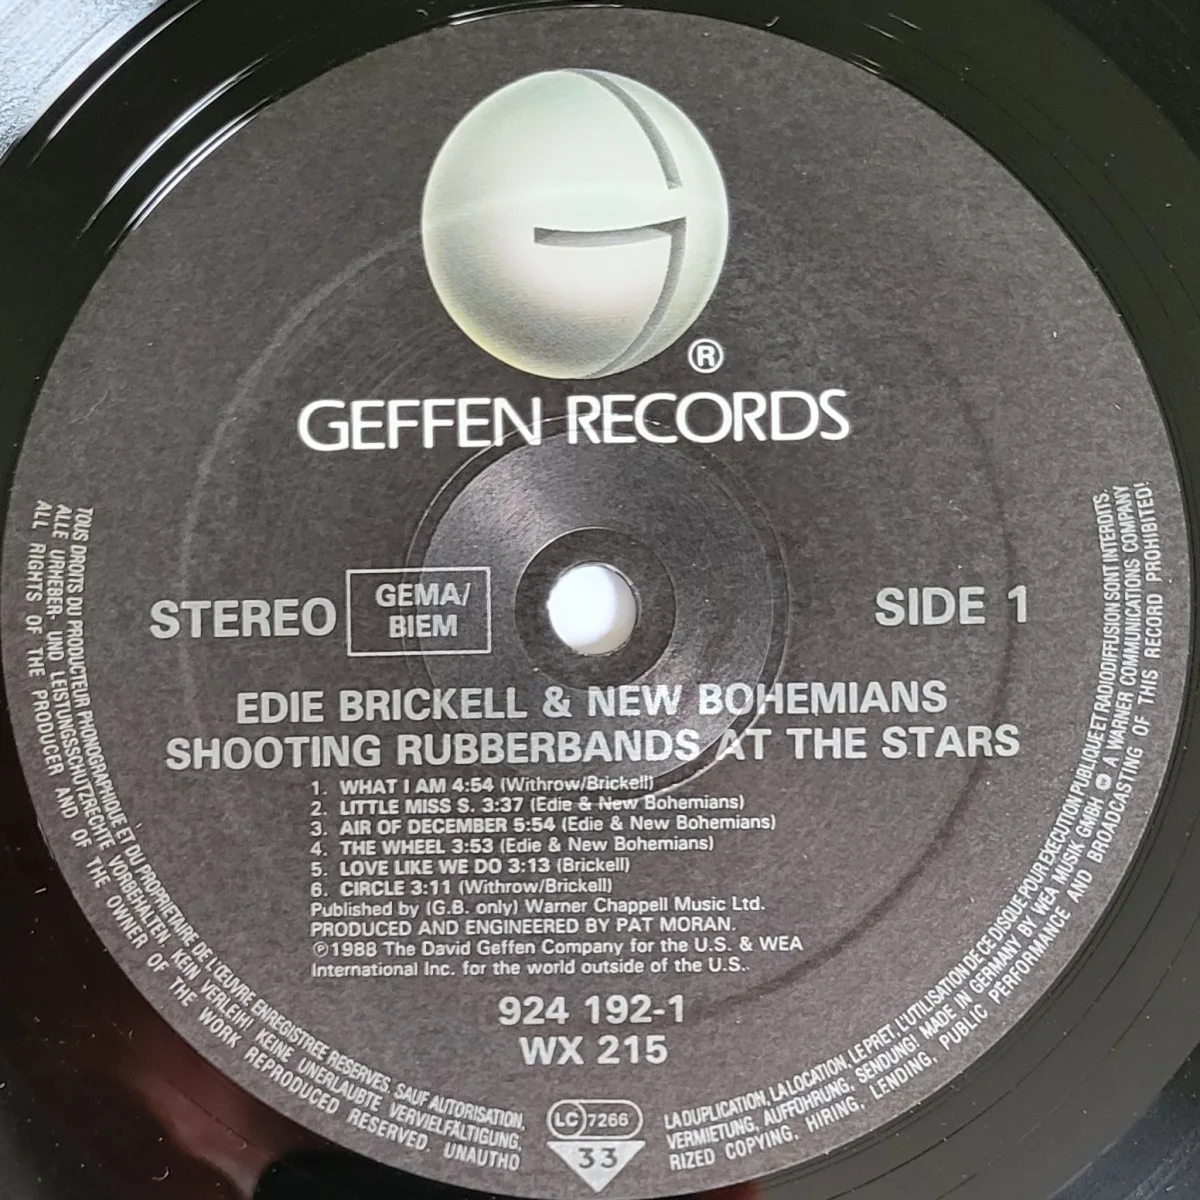 ®
GEFFEN RECORDS
STEREO
GEMA/
BIEM
SIDE 1
EDIE BRICKELL & NEW BOHEMIANS
SHOOTING RUBBERBANDS AT THE STARS
1. WHAT I AM 4:54 (Withrow/Brickell)
2. LITTLE MISS S. 3:37 (Edie & New Bohemians)
3. AIR OF DECEMBER 5:54 (Edie & New Bohemians)
4. THE WHEEL 3:53 (Edie & New Bohemians)
5. LOVE LIKE WE DO 3:13 (Brickell)
6. CIRCLE 3:11 (Withrow/Brickell)
Published by (G.B. only) Warner Chappell Music Ltd.
PRODUCED AND ENGINEERED BY PAT MORAN.
℗1988 The David Geffen Company for the U.S. & WEA
International Inc. for the world outside of the U.S.
924 192-1
WX 215
LC 7266
33
TOUS DROITS DU PRODUCTEUR PHONOGRAPHIQUE ET DU PROPRIETAIRE DE L'ŒUVRE ENREGISTREE RESERVES. SAUF AUTORISATION,
ALLE URHEBER- UND LEISTUNGSSCHUTZRECHTE VORBEHALTEN. KEIN VERLEIH! KEINE UNERLAUBTE VERVIELFÄLTIGUNG,
ALL RIGHTS OF THE PRODUCER AND OF THE OWNER OF THE WORK REPRODUCED RESERVED. UNAUTHO
LA DUPLICATION, LA LOCATION, LE PRET, L'UTILISATION DE CE DISQUE POUR EXECUTION PUBLIQUE ET RADIODIFFUSION SONT INTERDITS.
VERMIETUNG, AUFFÜHRUNG, SENDUNG! MADE IN GERMANY BY WEA MUSIK GMBH A WARNER COMMUNICATIONS COMPANY
RIZED COPYING, HIRING, LENDING, PUBLIC PERFORMANCE AND BROADCASTING OF THIS RECORD PROHIBITED!